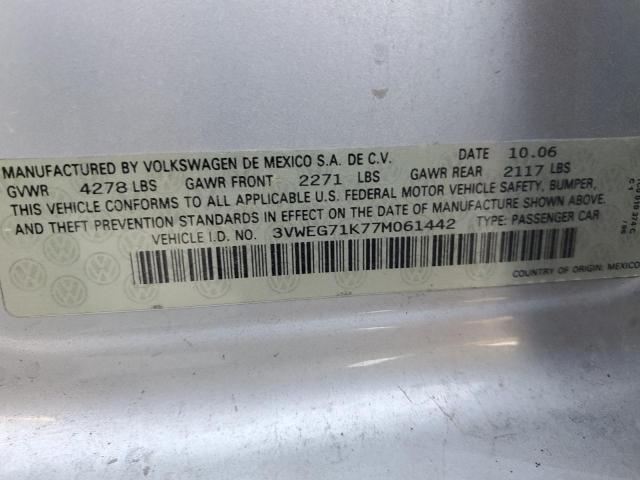 MANUFACTURED BY VOLKSWAGEN DE MEXICO S.A. DE C.V. DATE 10.06
GVWR 4278 LBS GAWR FRONT 2271 LBS GAWR REAR 2117 LBS
THIS VEHICLE CONFORMS TO ALL APPLICABLE U.S. FEDERAL MOTOR VEHICLE SAFETY, BUMPER,
AND THEFT PREVENTION STANDARDS IN EFFECT ON THE DATE OF MANUFACTURE SHOWN ABOVE.
VEHICLE I.D. NO. 3VWEG71K77M061442 TYPE: PASSENGER CAR
COUNTRY OF ORIGIN: MEXICO